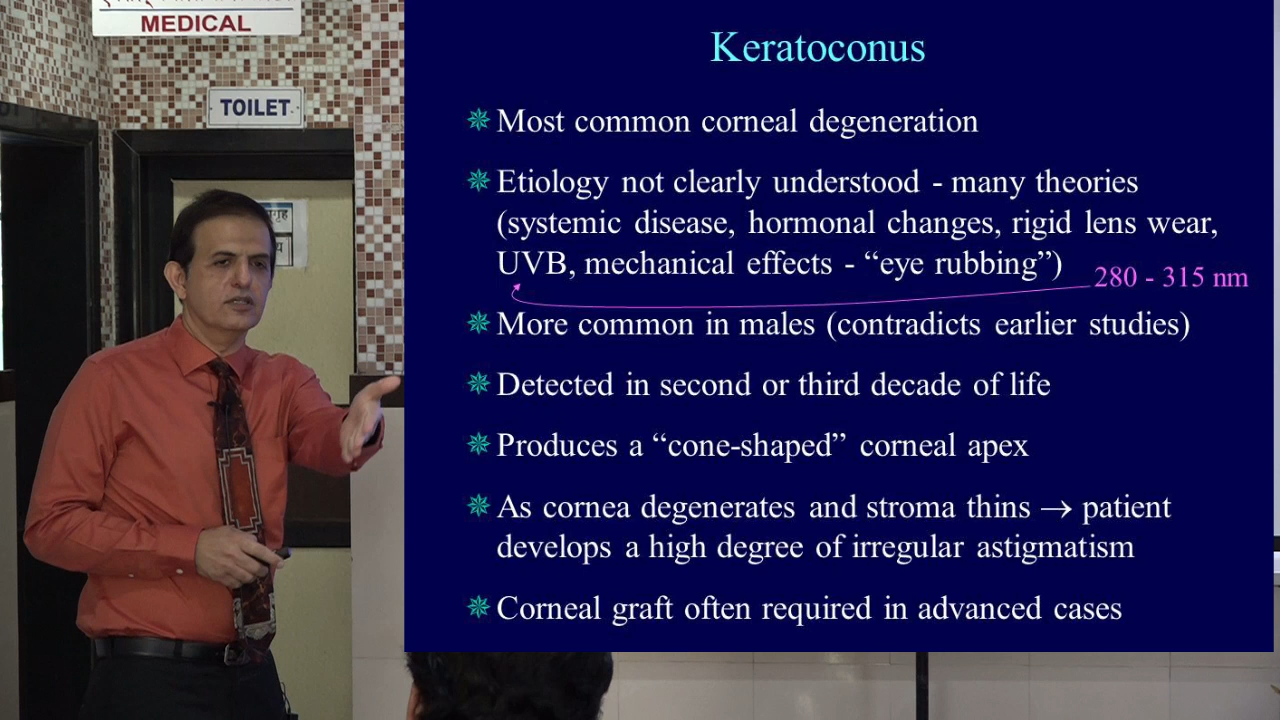 MEDICAL
TOILET
Keratoconus
Most common corneal degeneration
Etiology not clearly understood - many theories
(systemic disease, hormonal changes, rigid lens wear,
UVB, mechanical effects - “eye rubbing”)
280 - 315 nm
More common in males (contradicts earlier studies)
Detected in second or third decade of life
Produces a “cone-shaped” corneal apex
As cornea degenerates and stroma thins → patient
develops a high degree of irregular astigmatism
Corneal graft often required in advanced cases